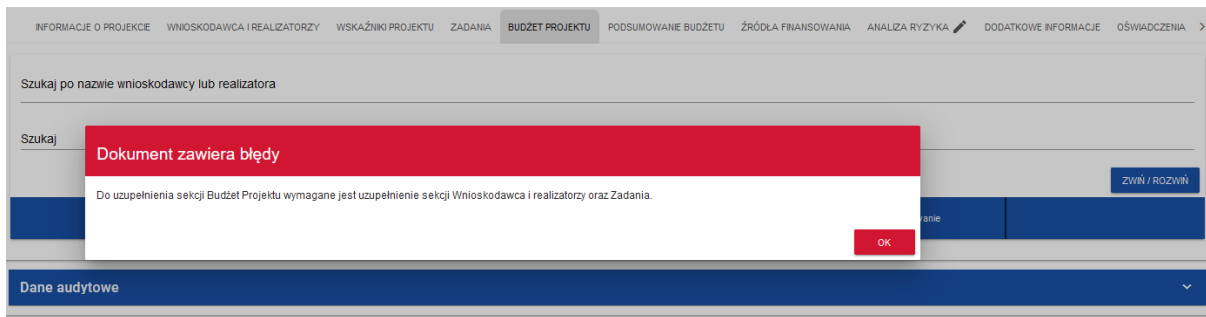 INFORMACJE O PROJEKCIE WNIOSKODAWCA I REALIZATORZY WSKAŹNIKI PROJEKTU ZADANIA BUDŻET PROJEKTU PODSUMOWANIE BUDŻETU ŹRÓDŁA FINANSOWANIA ANALIZA RYZYKA DODATKOWE INFORMACJE OŚWIADCZENIA
Szukaj po nazwie wnioskodawcy lub realizatora
Szukaj
Dokument zawiera błędy
Do uzupełnienia sekcji Budżet Projektu wymagane jest uzupełnienie sekcji Wnioskodawca i realizatorzy oraz Zadania.
ZWIŃ / ROZWIŃ
OK
Dane audytowe